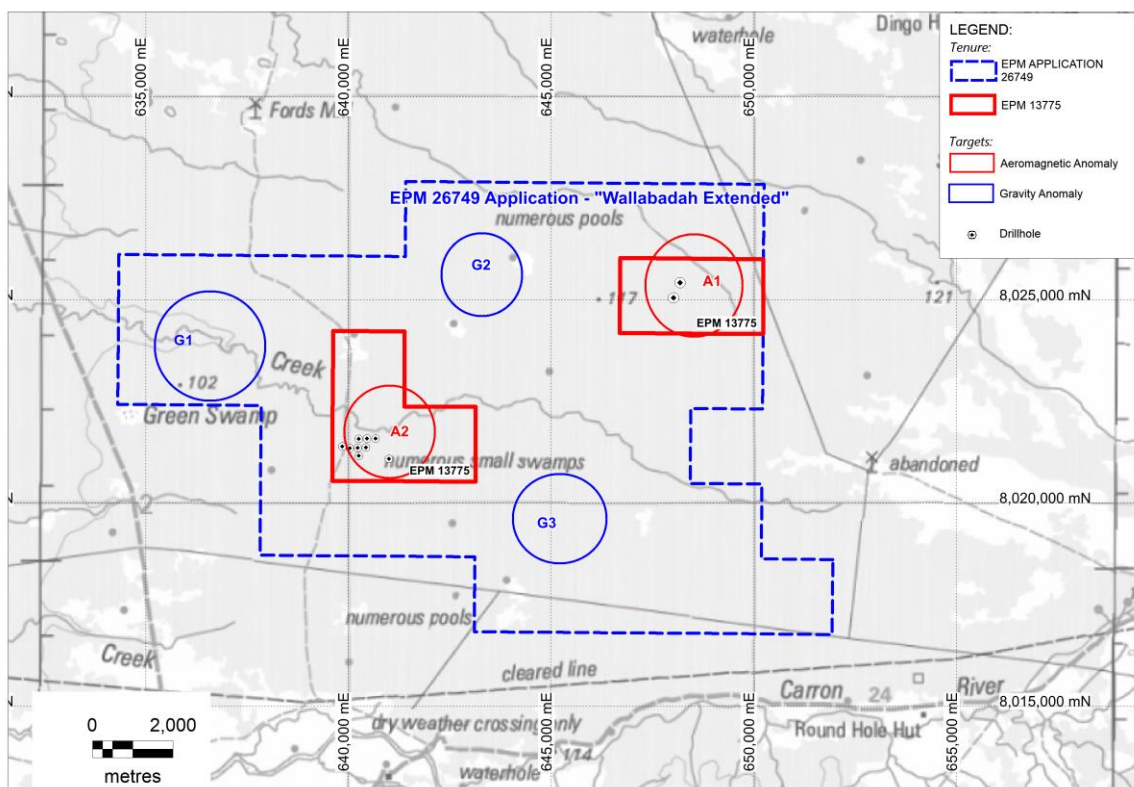 Dingo H
waterhole
635,000 mE
640,000 mE
645,000 mE
650,000 mE
LEGEND:
Tenure:
EPM APPLICATION
26749
EPM 13775
Targets:
Aeromagnetic Anomaly
Gravity Anomaly
Drillhole
Fords M
EPM 26749 Application - "Wallabadah Extended"
numerous pools
G2
A1
117
121
8,025,000 mN
EPM 13775
G1
Creek
102
Green Swamp
A2
numerous small swamps
EPM 13775
abandoned
2
8,020,000 mN
G3
numerous pools
Creek
cleared line
640,000 mE
645,000 mE
650,000 mE
655,000 mE
Carron
24
River
8,015,000 mN
0
2,000
metres
dry weather crossing only
Round Hole Hut
114
waterhole